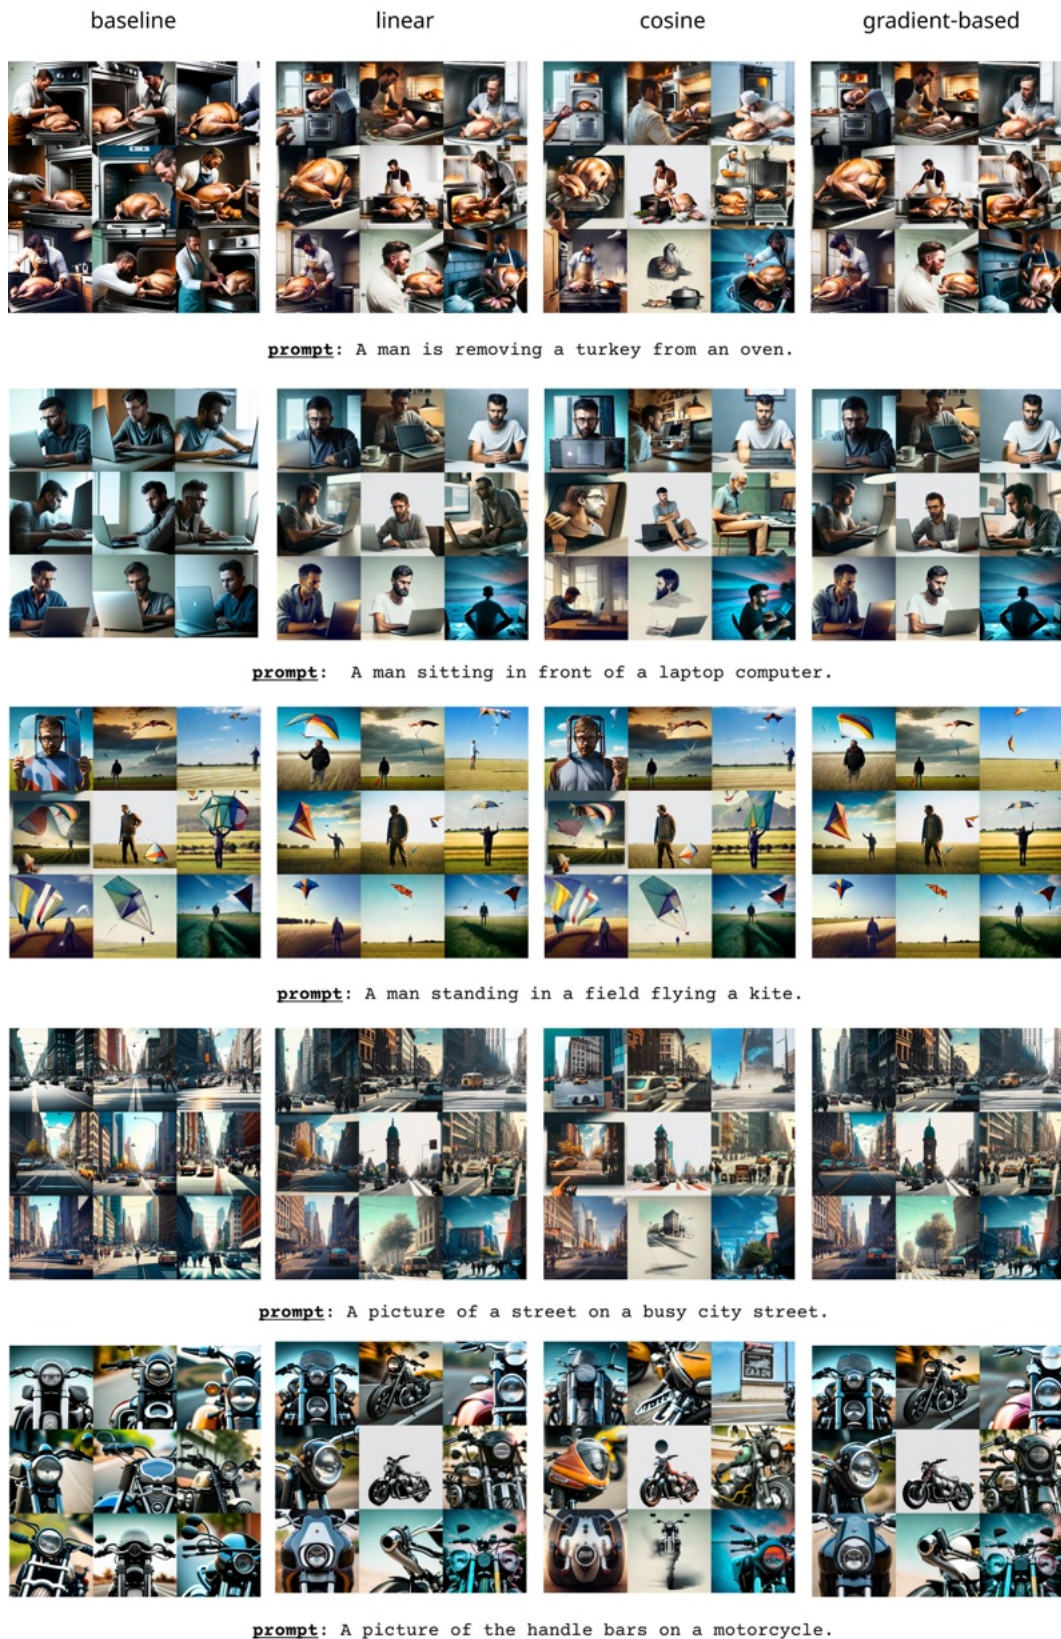 baseline linear cosine gradient-based
prompt: A man is removing a turkey from an oven.
prompt: A man sitting in front of a laptop computer.
prompt: A man standing in a field flying a kite.
prompt: A picture of a street on a busy city street.
prompt: A picture of the handle bars on a motorcycle.